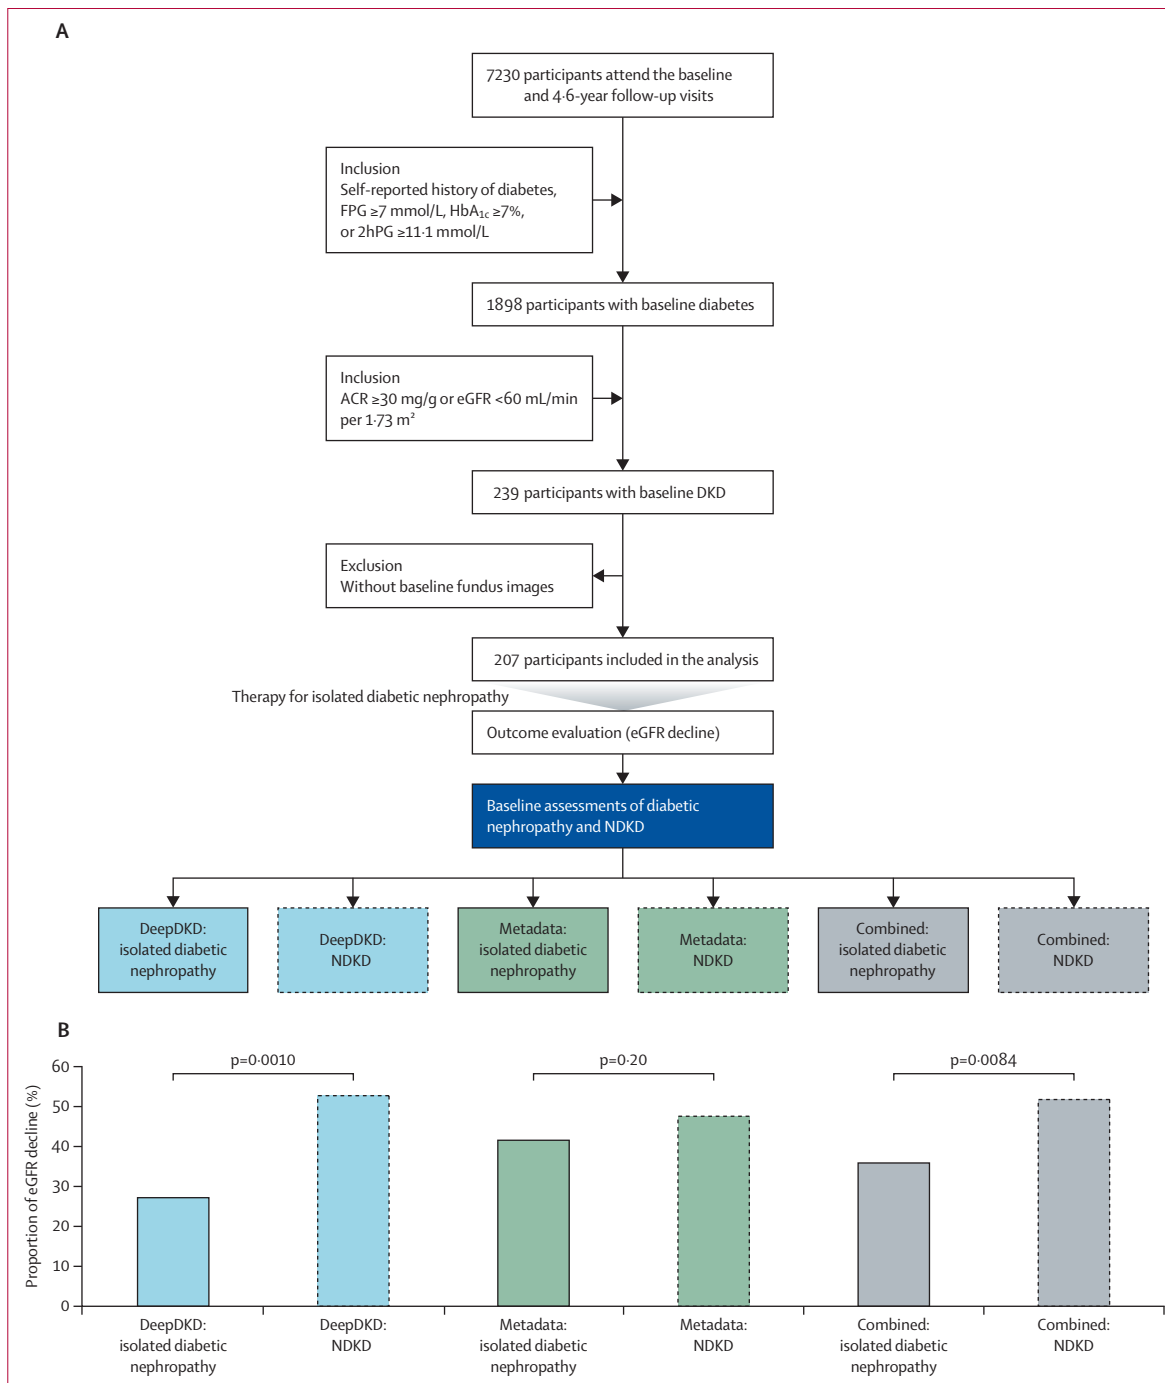 A
7230 participants attend the baseline
and 4·6-year follow-up visits
Inclusion
Self-reported history of diabetes,
FPG ≥7 mmol/L, HbA1c ≥7%,
or 2hPG ≥11·1 mmol/L
1898 participants with baseline diabetes
Inclusion
ACR ≥30 mg/g or eGFR <60 mL/min
per 1·73 m²
239 participants with baseline DKD
Exclusion
Without baseline fundus images
207 participants included in the analysis
Therapy for isolated diabetic nephropathy
Outcome evaluation (eGFR decline)
Baseline assessments of diabetic
nephropathy and NDKD
DeepDKD:
isolated diabetic
nephropathy
DeepDKD:
NDKD
Metadata:
isolated diabetic
nephropathy
Metadata:
NDKD
Combined:
isolated diabetic
nephropathy
Combined:
NDKD
B
p=0·0010
p=0·20
p=0·0084
Proportion of eGFR decline (%)
60
50
40
30
20
10
0
DeepDKD:
isolated diabetic
nephropathy
DeepDKD:
NDKD
Metadata:
isolated diabetic
nephropathy
Metadata:
NDKD
Combined:
isolated diabetic
nephropathy
Combined:
NDKD